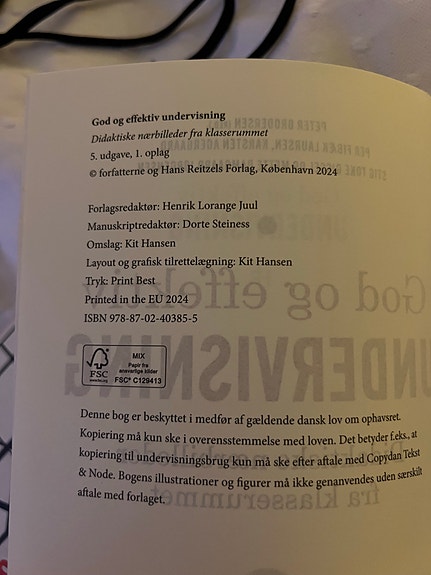 God og effektiv undervisning
Didaktiske nærbilleder fra klasserummet
5. udgave, 1. oplag
© forfatterne og Hans Reitzels Forlag, København 2024
Forlagsredaktør: Henrik Lorange Juul
Manuskriptredaktør: Dorte Steiness
Omslag: Kit Hansen
Layout og grafisk tilrettelægning: Kit Hansen
Tryk: Print Best
Printed in the EU 2024
ISBN 978-87-02-40385-5
FSC
www.fsc.org
MIX
Papir fra
ansvarlige kilder
FSC® C129413
Denne bog er beskyttet i medfør af gældende dansk lov om ophavsret.
Kopiering må kun ske i overensstemmelse med loven. Det betyder f.eks., at
kopiering til undervisningsbrug kun må ske efter aftale med Copydan Tekst
& Node. Bogens illustrationer og figurer må ikke genanvendes uden særskilt
aftale med forlaget.